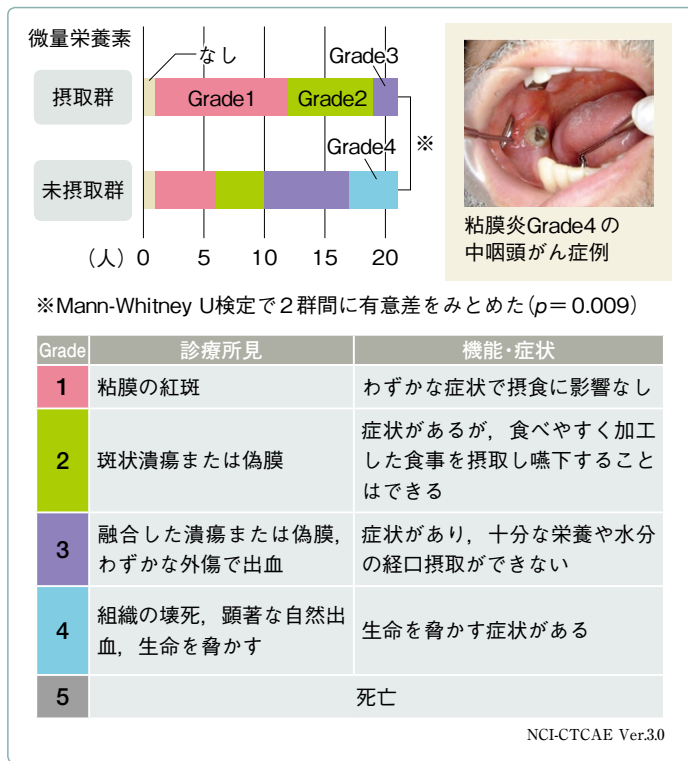 微量栄養素
なし
Grade3
摂取群
Grade1
Grade2
※
Grade4
未摂取群
（人） 0 5 10 15 20
粘膜炎Grade4の
中咽頭がん症例
※Mann-Whitney U検定で2群間に有意差をみとめた（p＝0.009）
Grade 診療所見 機能・症状
1 粘膜の紅斑 わずかな症状で摂食に影響なし
2 斑状潰瘍または偽膜 症状があるが，食べやすく加工
した食事を摂取し嚥下すること
はできる
3 融合した潰瘍または偽膜， 症状があり，十分な栄養や水分
わずかな外傷で出血 の経口摂取ができない
4 組織の壊死，顕著な自然出 生命を脅かす症状がある
血，生命を脅かす
5 死亡
NCI-CTCAE Ver.3.0